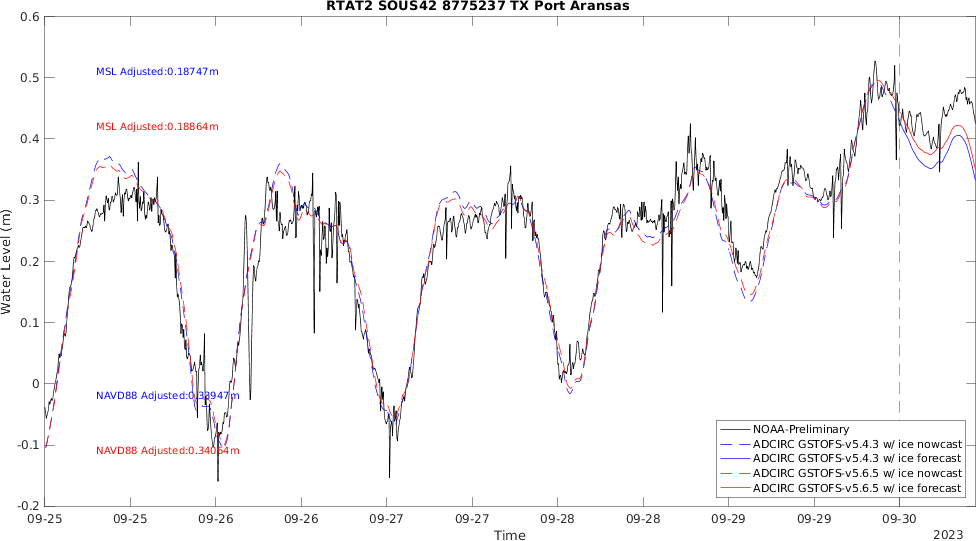 RTAT2 SOUS42 8775237 TX Port Aransas
0.6
0.5
0.4
0.3
0.2
0.1
0
-0.1
-0.2
Water Level (m)
MSL Adjusted:0.18747m
MSL Adjusted:0.18864m
NAVD88 Adjusted:0.33947m
NAVD88 Adjusted:0.34064m
NOAA-Preliminary
ADCIRC GSTOFS-v5.4.3 w/ ice nowcast
ADCIRC GSTOFS-v5.4.3 w/ ice forecast
ADCIRC GSTOFS-v5.6.5 w/ ice nowcast
ADCIRC GSTOFS-v5.6.5 w/ ice forecast
09-25 09-25 09-26 09-26 09-27 09-27 09-28 09-28 09-29 09-29 09-30
Time
2023